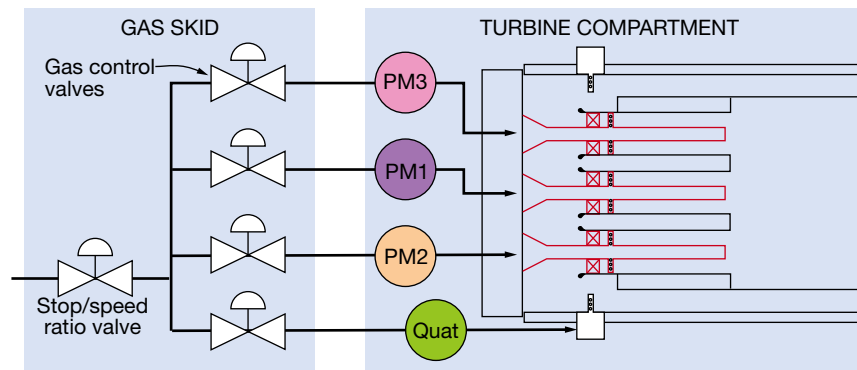 GAS SKID
TURBINE COMPARTMENT
Gas control
valves
PM3
PM1
PM2
Stop/speed
ratio valve
Quat